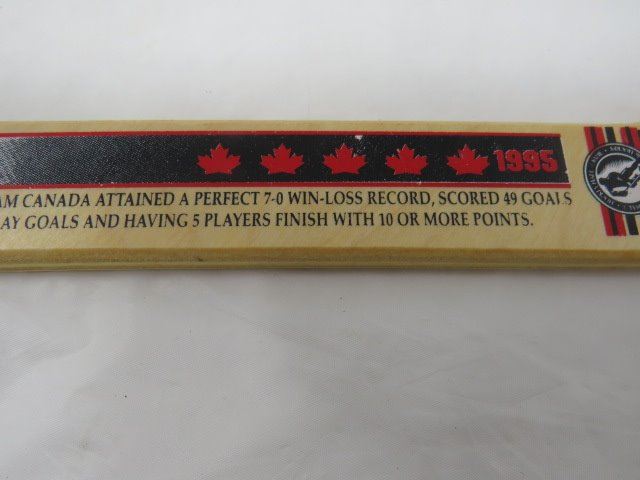 1995
AM CANADA ATTAINED A PERFECT 7-0 WIN-LOSS RECORD, SCORED 49 GOALS
AY GOALS AND HAVING 5 PLAYERS FINISH WITH 10 OR MORE POINTS.